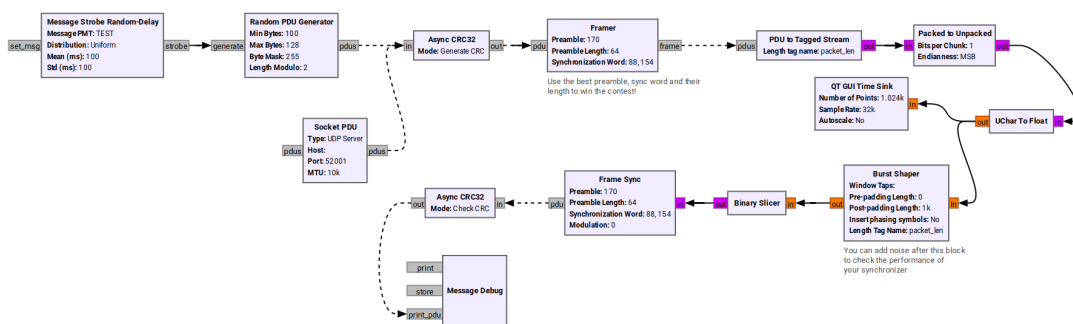 Message Strobe Random-Delay
Message PMT: TEST
Distribution: Uniform
Mean (ms): 100
Std (ms): 100
set_msg
strobe
Random PDU Generator
Min Bytes: 100
Max Bytes: 128
Byte Mask: 255
Length Modulo: 2
generate
pdus
Async CRC32
Mode: Generate CRC
in
out
Framer
Preamble: 170
Preamble Length: 64
Synchronization Word: 88, 154
pdu
frame
Use the best preamble, sync word and their
length to win the contest!
PDU to Tagged Stream
Length tag name: packet_len
pdus
out
Packed to Unpacked
Bits per Chunk: 1
Endianness: MSB
in
out
QT GUI Time Sink
Number of Points: 1.024k
Sample Rate: 32k
Autoscale: No
in
out
UChar To Float
in
Socket PDU
Type: UDP Server
Host:
Port: 52001
MTU: 10k
pdus
pdus
out
Async CRC32
Mode: Check CRC
in
Frame Sync
Preamble: 170
Preamble Length: 64
Synchronization Word: 88, 154
Modulation: 0
pdu
in
out
Binary Slicer
in
Burst Shaper
Window Taps:
Pre-padding Length: 0
Post-padding Length: 1k
Insert phasing symbols: No
Length Tag Name: packet_len
out
in
You can add noise after this block
to check the performance of
your synchronizer
print
store
print_pdu
Message Debug